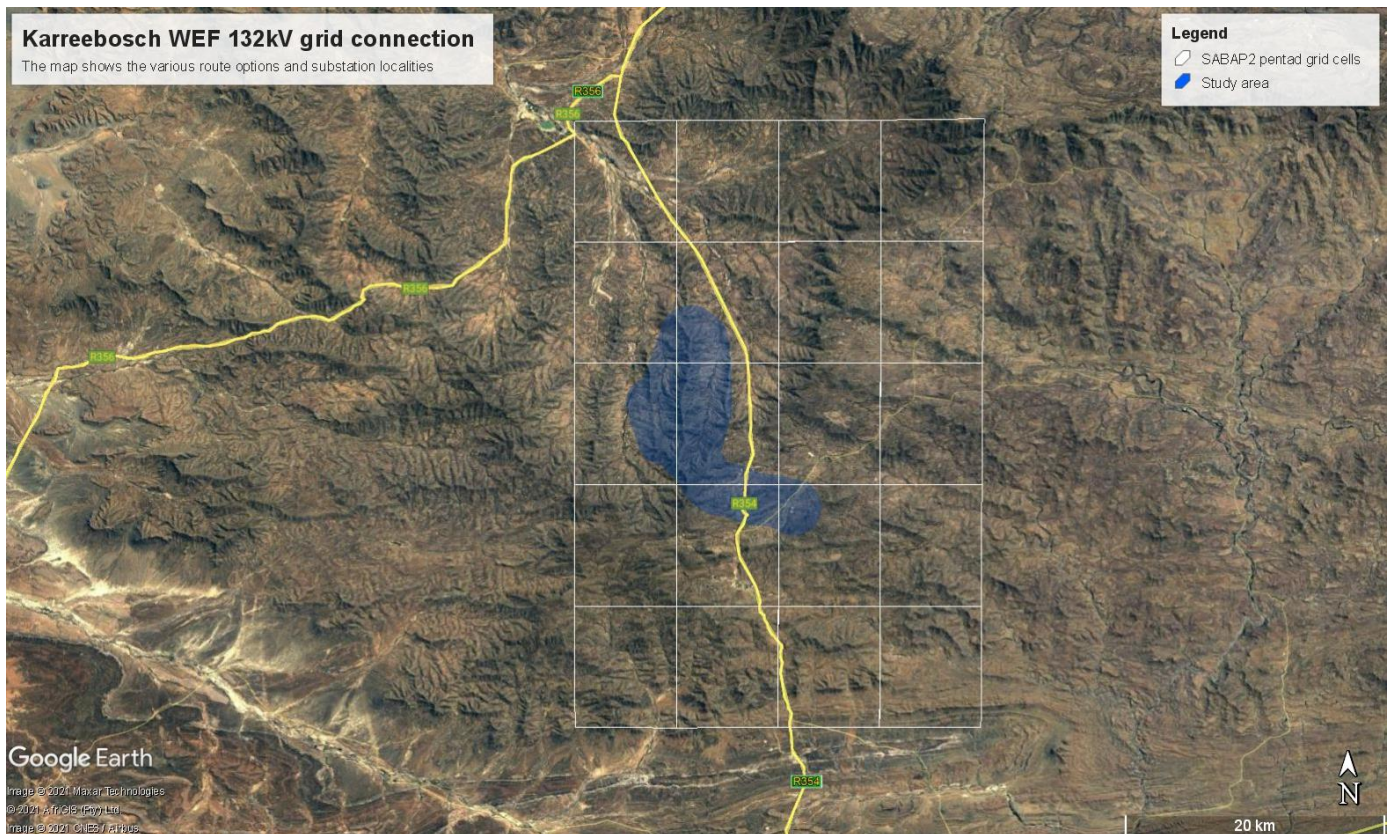 Karreebosch WEF 132kV grid connection
The map shows the various route options and substation localities
Legend
SABAP2 pentad grid cells
Study area
R356
R356
R356
R356
R354
R354
Google Earth
Image © 2021 Maxar Technologies
© 2021 AfriGIS (Pty) Ltd.
Image © 2021 CNES / Airbus
N
20 km